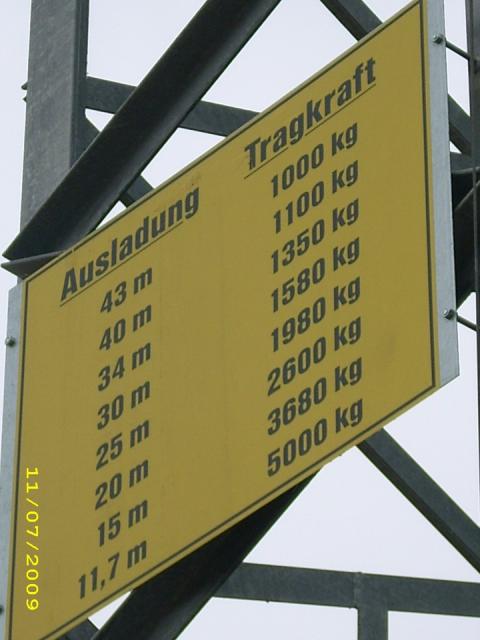 Ausladung Tragkraft
43 m 1000 kg
40 m 1100 kg
34 m 1350 kg
30 m 1580 kg
25 m 1980 kg
20 m 2600 kg
15 m 3680 kg
11,7 m 5000 kg
11/07/2009